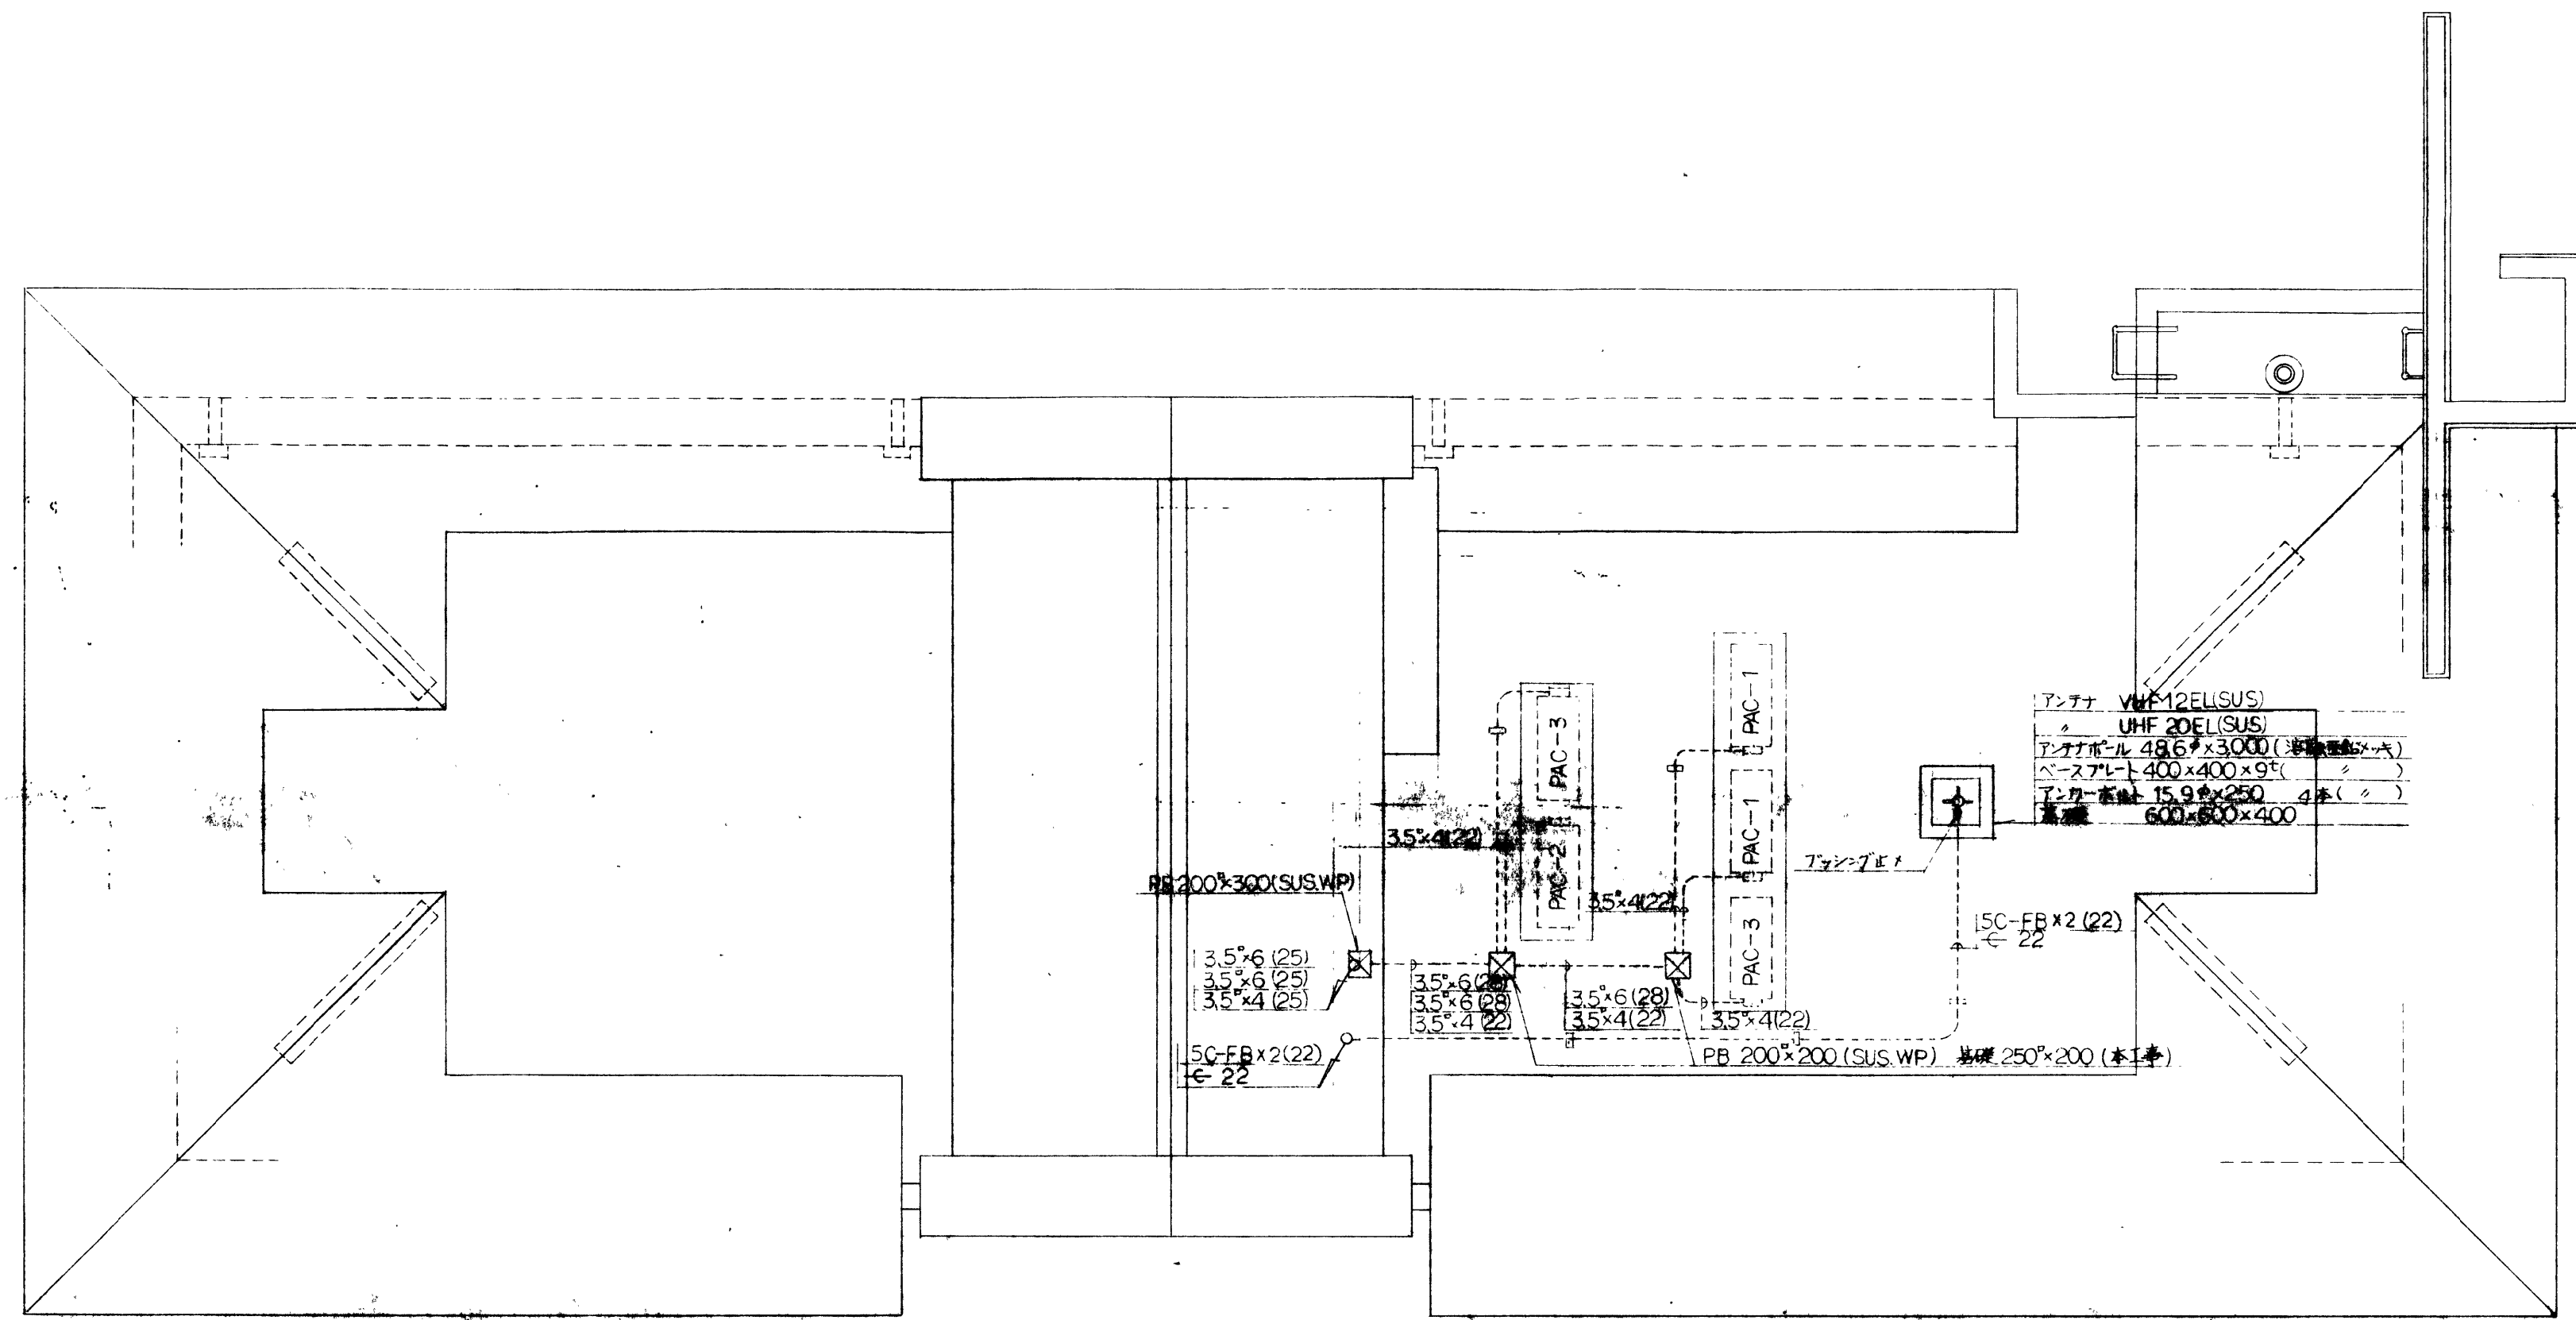 アンテナ VHF 12EL(SUS)
〃 UHF 20EL(SUS)
アンテナポール 48.6φ×3,000(溶融亜鉛メッキ)
ベースプレート 400×400×9t( 〃 )
アンカーボルト 15.9φ×250 4本( 〃 )
基礎 600×600×400
PAC-1
PAC-3
PAC-1
PAC-2
PAC-3
3.5□×4(22)
ブッシング止メ
PB 200□×300(SUS.WP)
3.5□×4(22)
5C-FB×2(22)
22
3.5□×6(25)
3.5□×6(25)
3.5□×4(25)
3.5□×6(28)
3.5□×6(28)
3.5□×4(22)
3.5□×6(28)
3.5□×4(22)
3.5□×4(22)
5C-FB×2(22)
22
PB 200□×200(SUS.WP) 基礎 250□×200(本工事)